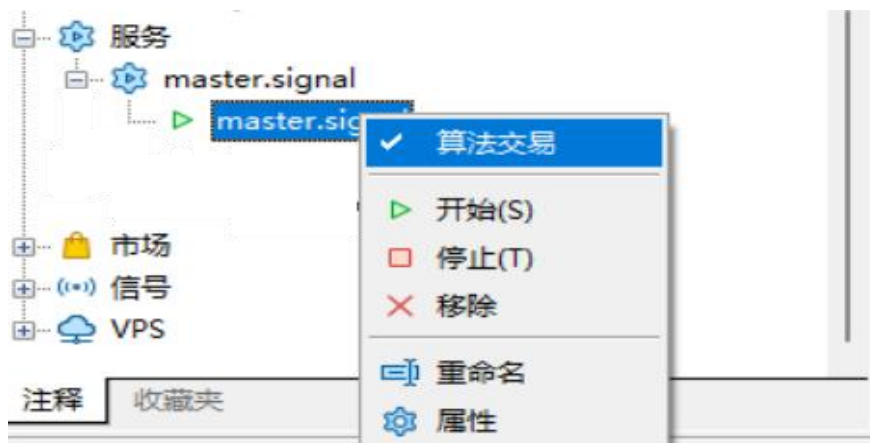 服务
master.signal
master.sig
算法交易
开始(S)
停止(T)
移除
市场
信号
VPS
重命名
属性
注释
收藏夹